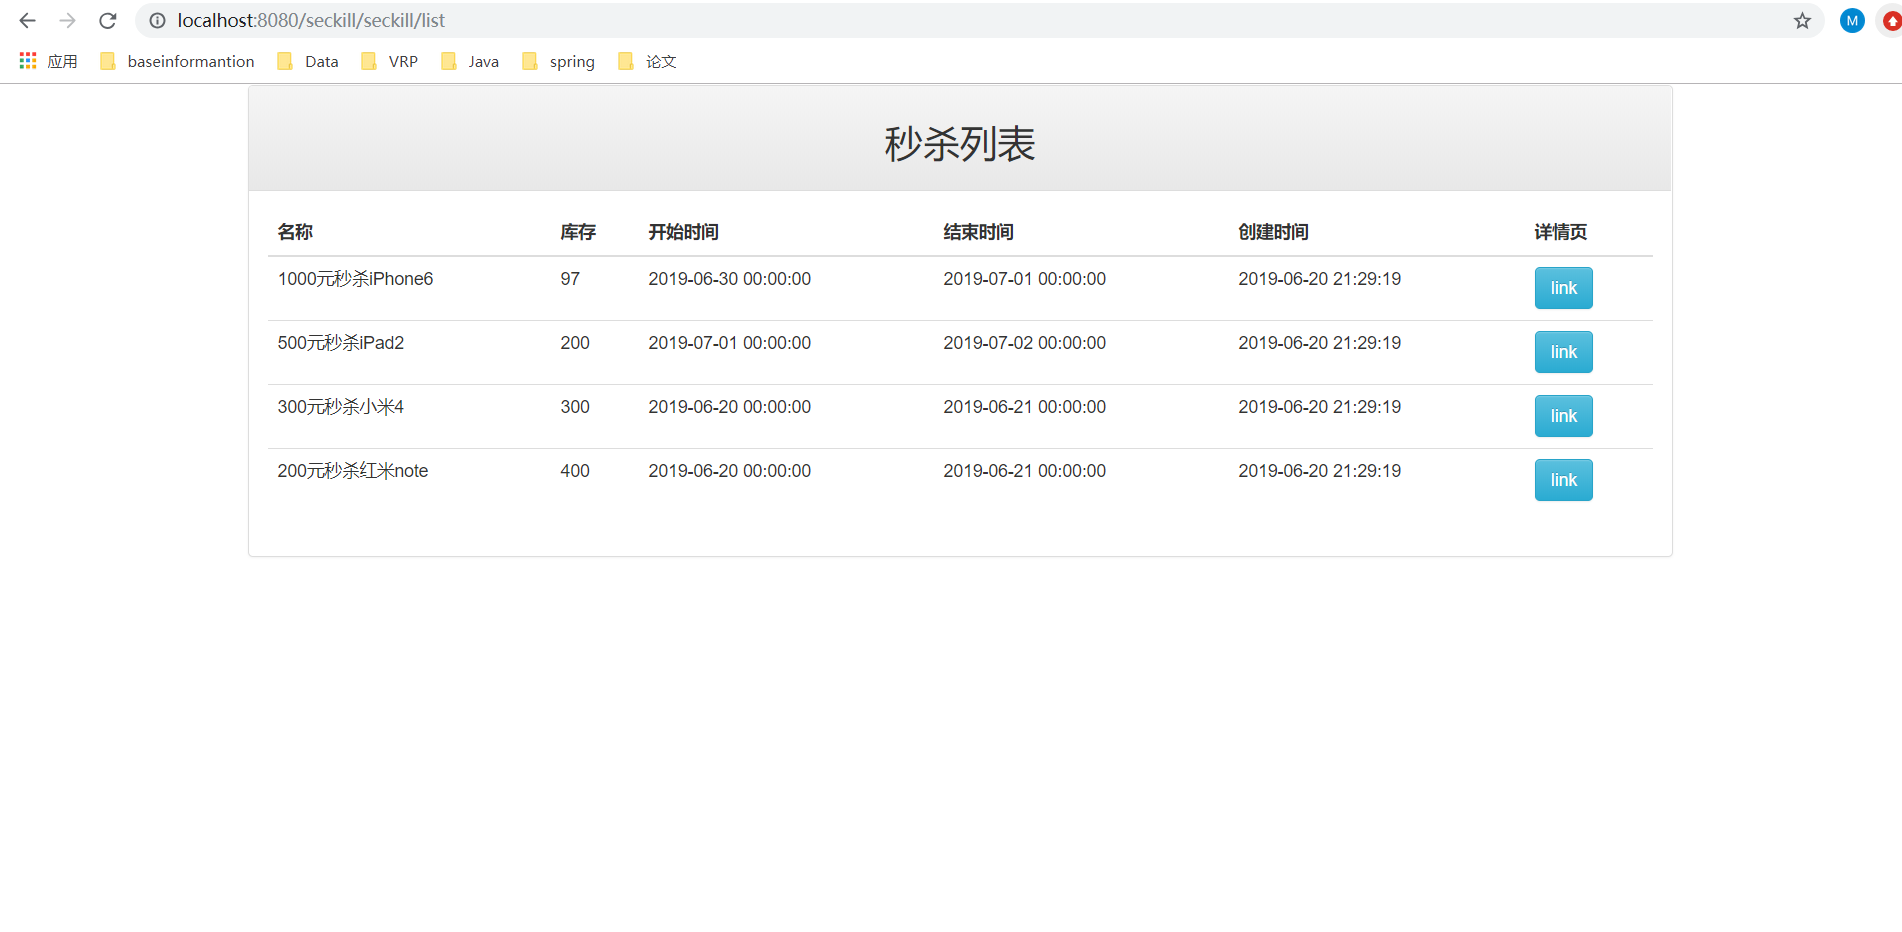 localhost:8080/seckill/seckill/list
M
应用 baseinformantion Data VRP Java spring 论文
秒杀列表
名称 库存 开始时间 结束时间 创建时间 详情页
1000元秒杀iPhone6 97 2019-06-30 00:00:00 2019-07-01 00:00:00 2019-06-20 21:29:19 link
500元秒杀iPad2 200 2019-07-01 00:00:00 2019-07-02 00:00:00 2019-06-20 21:29:19 link
300元秒杀小米4 300 2019-06-20 00:00:00 2019-06-21 00:00:00 2019-06-20 21:29:19 link
200元秒杀红米note 400 2019-06-20 00:00:00 2019-06-21 00:00:00 2019-06-20 21:29:19 link